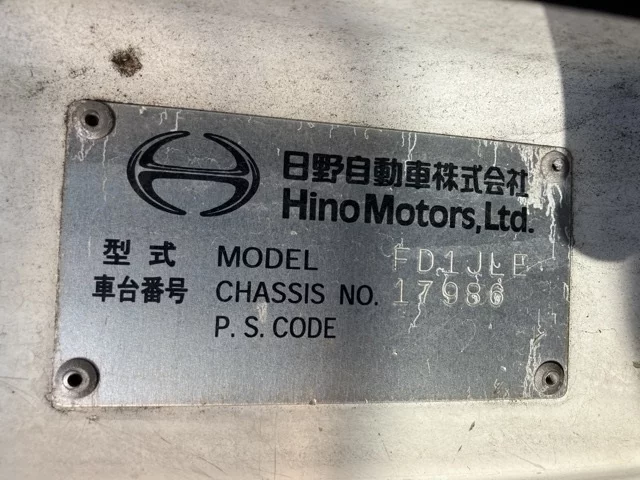 日野自動車株式会社
Hino Motors, Ltd.
型式 MODEL FD1JLE
車台番号 CHASSIS NO. 17986
P. S. CODE